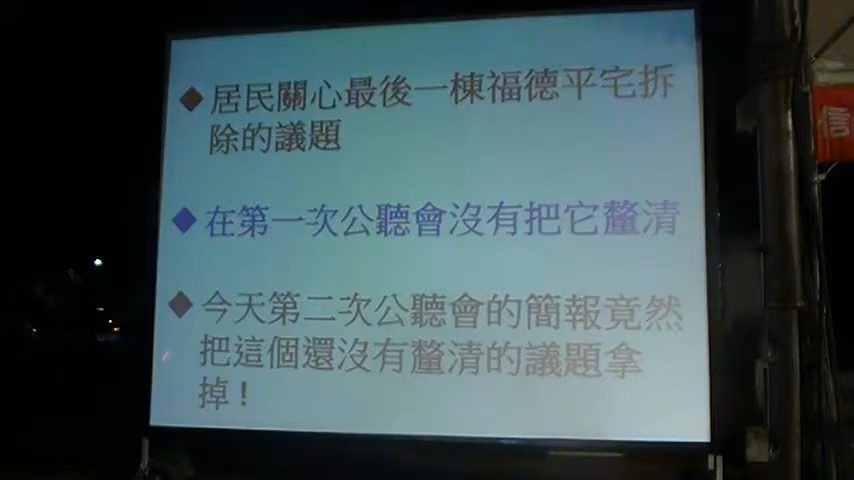 ◆ 居民關心最後一棟福德平宅拆
除的議題
◆ 在第一次公聽會沒有把它釐清
◆ 今天第二次公聽會的簡報竟然
把這個還沒有釐清的議題拿
掉!
信